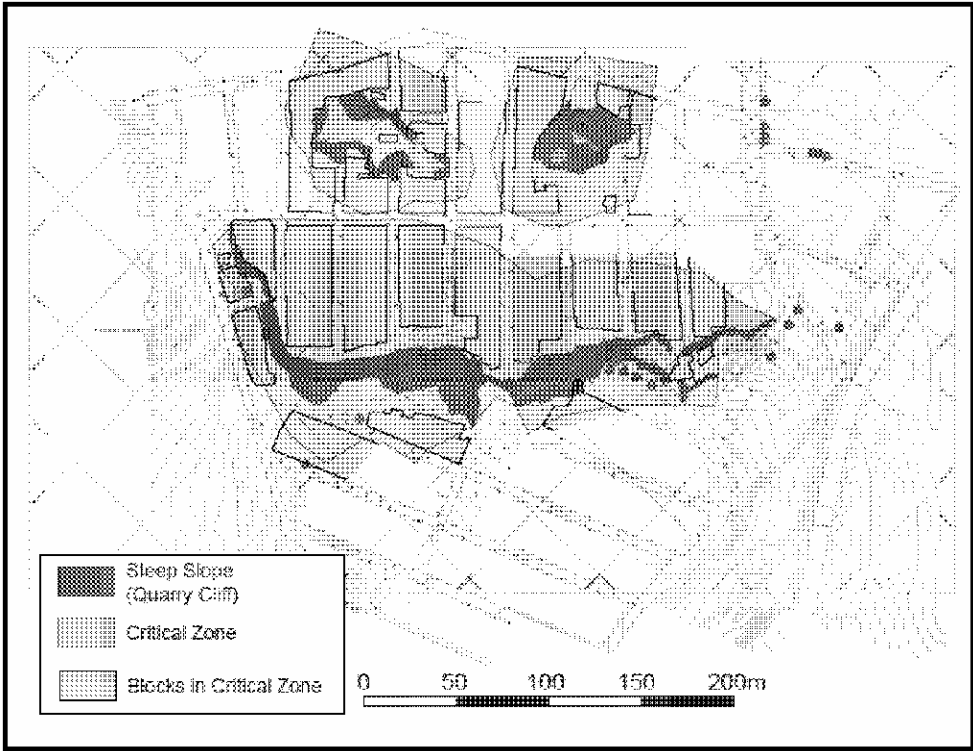 Steep Slope
(Quarry Cliff)
Critical Zone
Blocks in Critical Zone
0 50 100 150 200m